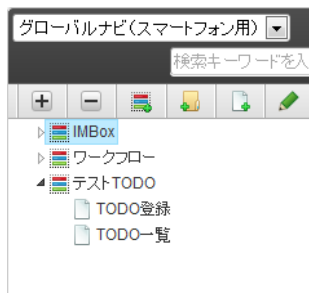 グローバルナビ(スマートフォン用)
検索キーワードを入
IMBox
ワークフロー
テストTODO
TODO登録
TODO一覧